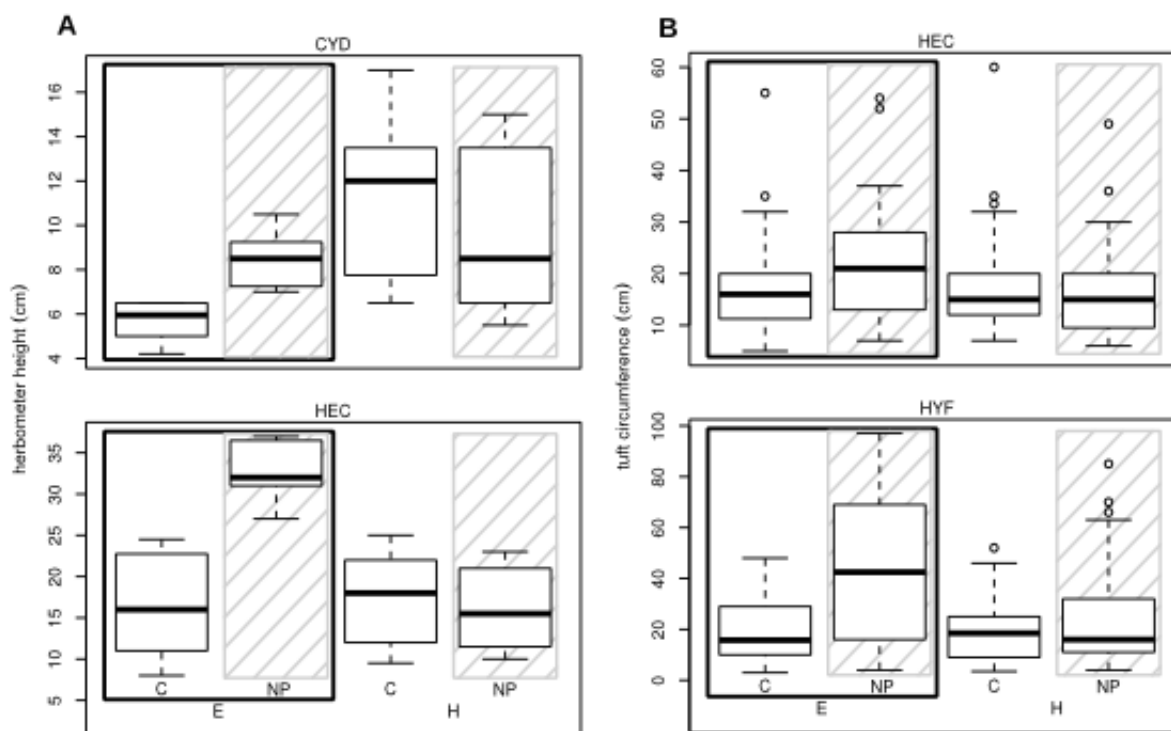 A
CYD
herbometer height (cm)
16
14
12
10
8
6
4
HEC
35
30
25
20
15
10
5
C NP C NP
E H
B
HEC
tuft circumference (cm)
60
50
40
30
20
10
HYF
100
80
60
40
20
0
C NP C NP
E H